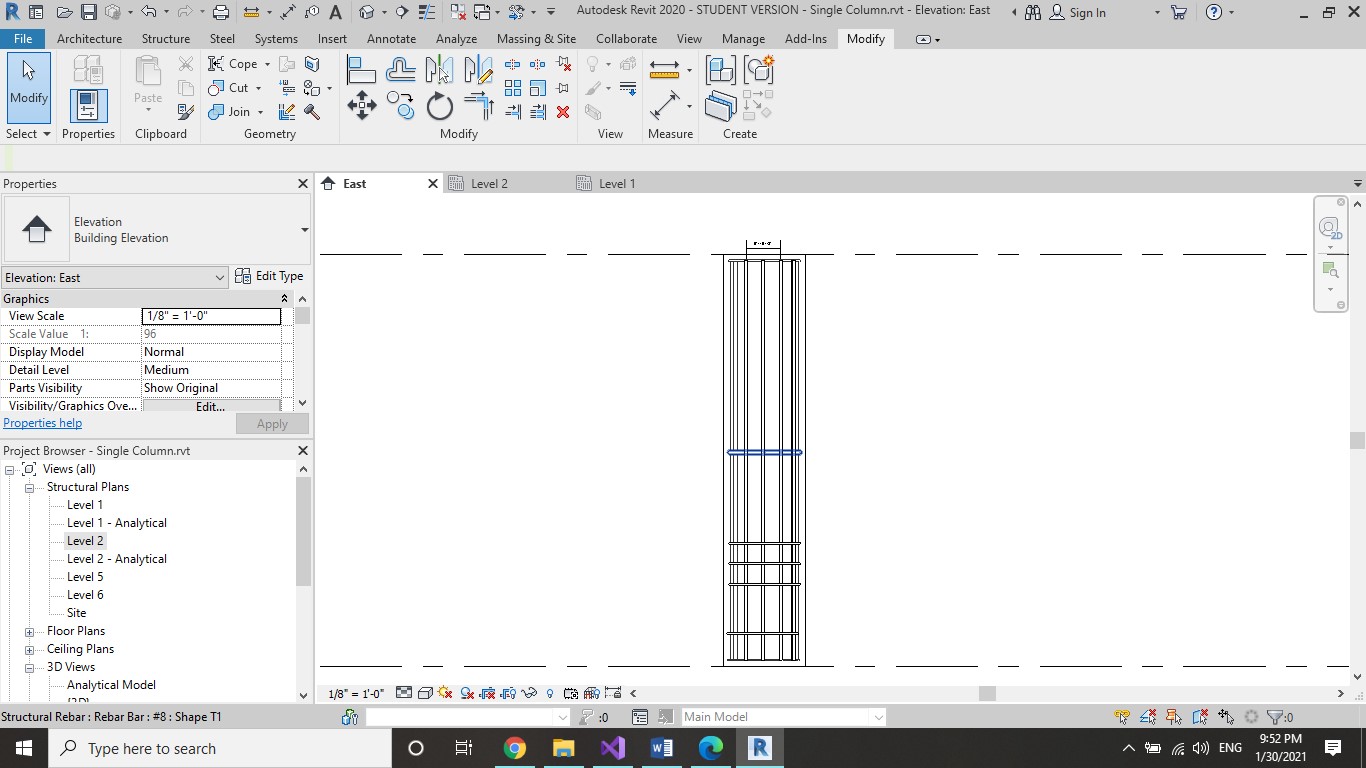 Autodesk Revit 2020 - STUDENT VERSION - Single Column.rvt - Elevation: East
Sign In
File Architecture Structure Steel Systems Insert Annotate Analyze Massing & Site Collaborate View Manage Add-Ins Modify
Modify
Paste
Cope
Cut
Join
Select Properties Clipboard Geometry Modify View Measure Create
Properties
East
Level 2
Level 1
Elevation
Building Elevation
Elevation: East
Edit Type
Graphics
View Scale 1/8" = 1'-0"
Scale Value 1: 96
Display Model Normal
Detail Level Medium
Parts Visibility Show Original
Visibility/Graphics Ove... Edit...
Properties help Apply
Project Browser - Single Column.rvt
Views (all)
Structural Plans
Level 1
Level 1 - Analytical
Level 2
Level 2 - Analytical
Level 5
Level 6
Site
Floor Plans
Ceiling Plans
3D Views
Analytical Model
2D
1/8" = 1'-0"
Structural Rebar : Rebar Bar : #8 : Shape T1
:0
Main Model
:0
Type here to search
ENG
9:52 PM
1/30/2021